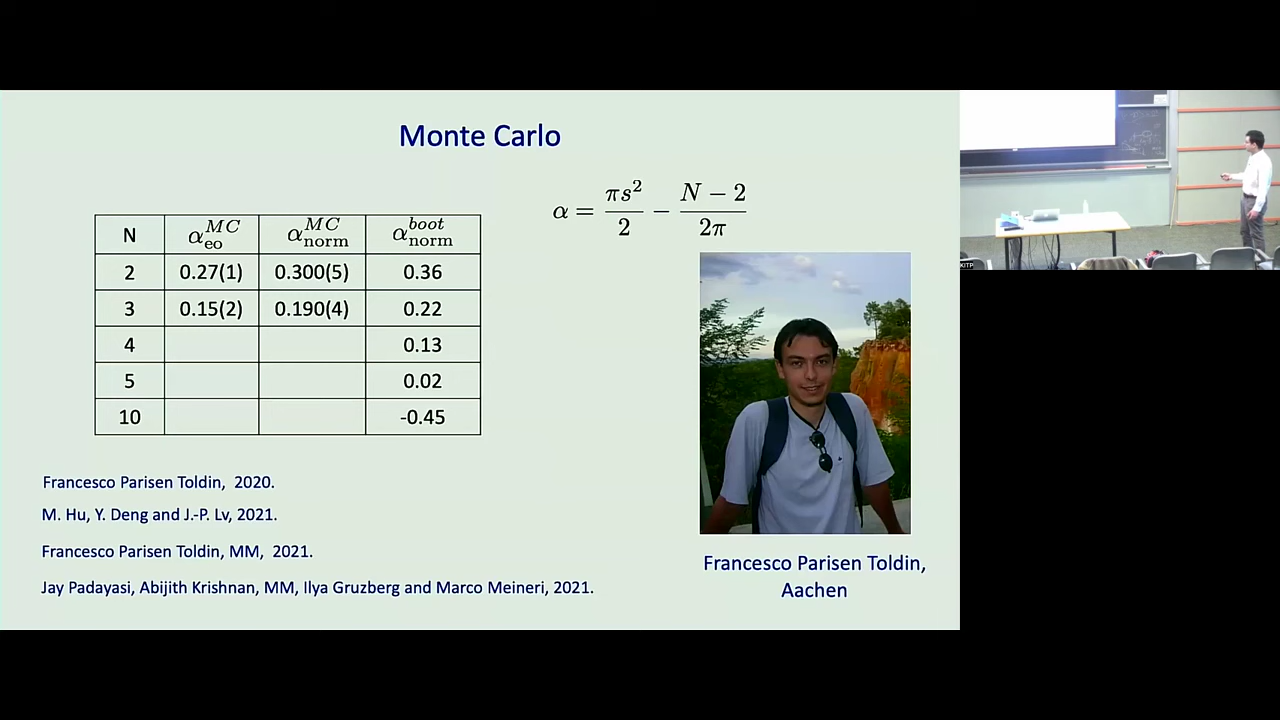 Monte Carlo
α = πs²/2 − (N − 2)/2π
N α_eo^MC α_norm^MC α_norm^boot
2 0.27(1) 0.300(5) 0.36
3 0.15(2) 0.190(4) 0.22
4 0.13
5 0.02
10 -0.45
Francesco Parisen Toldin, 2020.
M. Hu, Y. Deng and J.-P. Lv, 2021.
Francesco Parisen Toldin, MM, 2021.
Jay Padayasi, Abijith Krishnan, MM, Ilya Gruzberg and Marco Meineri, 2021.
Francesco Parisen Toldin,
Aachen
KITP